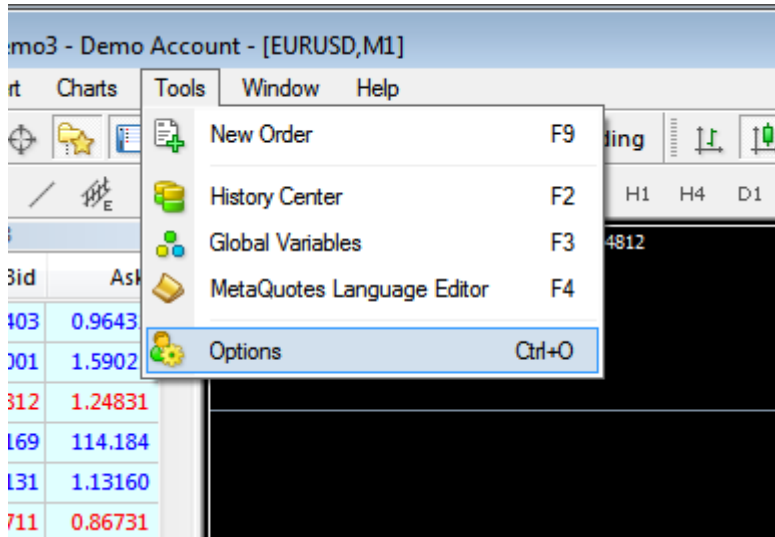 mo3 - Demo Account - [EURUSD,M1]
rt Charts Tools Window Help
New Order F9
ding
E
History Center F2
H1 H4 D1
Global Variables F3
4812
MetaQuotes Language Editor F4
Bid Ask
Options Ctrl+O
403 0.9643
001 1.5902
312 1.24831
169 114.184
131 1.13160
711 0.86731